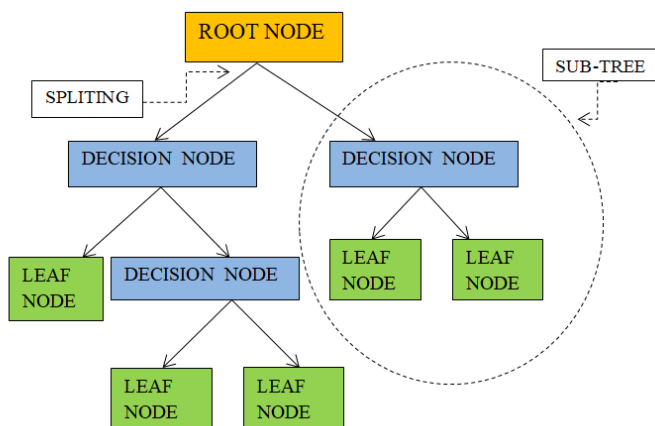 ROOT NODE
SUB-TREE
SPLITING
DECISION NODE
DECISION NODE
LEAF
NODE
DECISION NODE
LEAF
NODE
LEAF
NODE
LEAF
NODE
LEAF
NODE